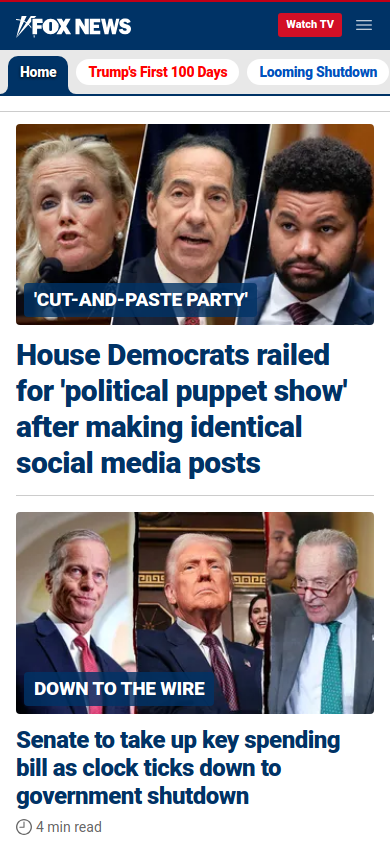 FOX NEWS
Watch TV
Home
Trump's First 100 Days
Looming Shutdown
'CUT-AND-PASTE PARTY'
House Democrats railed
for 'political puppet show'
after making identical
social media posts
DOWN TO THE WIRE
Senate to take up key spending
bill as clock ticks down to
government shutdown
4 min read